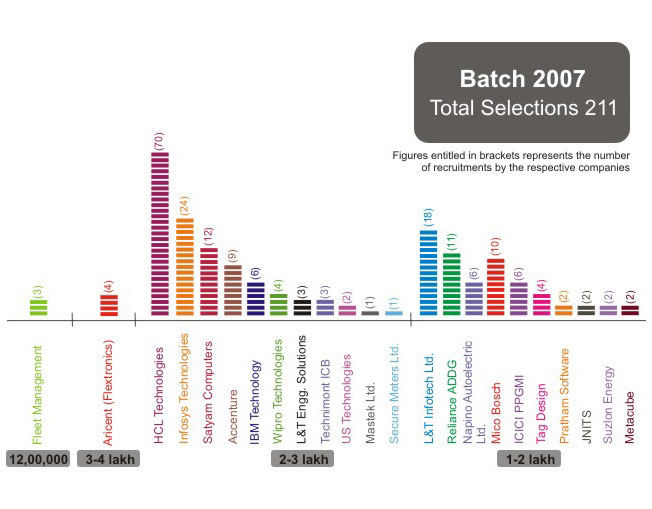 Batch 2007
Total Selections 211
Figures entitled in brackets represents the number
of recruitments by the respective companies
(3)
(4)
(70)
(24)
(12)
(9)
(6)
(4)
(3)
(3)
(2)
(1)
(1)
(18)
(11)
(6)
(10)
(6)
(4)
(2)
(2)
(2)
(2)
Fleet Management
Aricent (Flextronics)
HCL Technologies
Infosys Technologies
Satyam Computers
Accenture
IBM Technology
Wipro Technologies
L&T Engg. Solutions
Technimont ICB
US Technologies
Mastek Ltd.
Secure Meters Ltd.
L&T Infotech Ltd.
Reliance ADDG
Napino Autoelectric
Ltd.
Mico Bosch
ICICI PPGMI
Tag Design
Pratham Software
JNITS
Suzlon Energy
Metacube
12,00,000
3-4 lakh
2-3 lakh
1-2 lakh